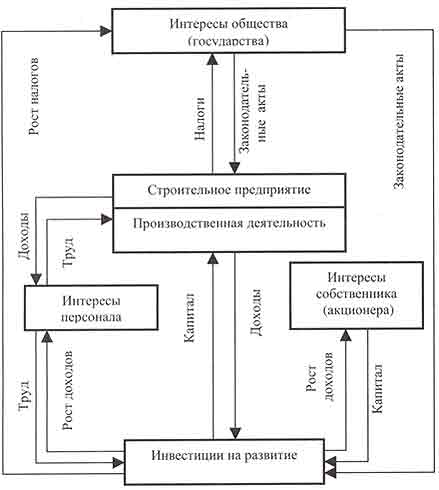 Интересы общества
(государства)
Рост налогов
Налоги
Законодатель-
ные акты
Законодательные акты
Строительное предприятие
Производственная деятельность
Доходы
Труд
Интересы
персонала
Капитал
Доходы
Интересы
собственника
(акционера)
Труд
Рост доходов
Рост
доходов
Капитал
Инвестиции на развитие